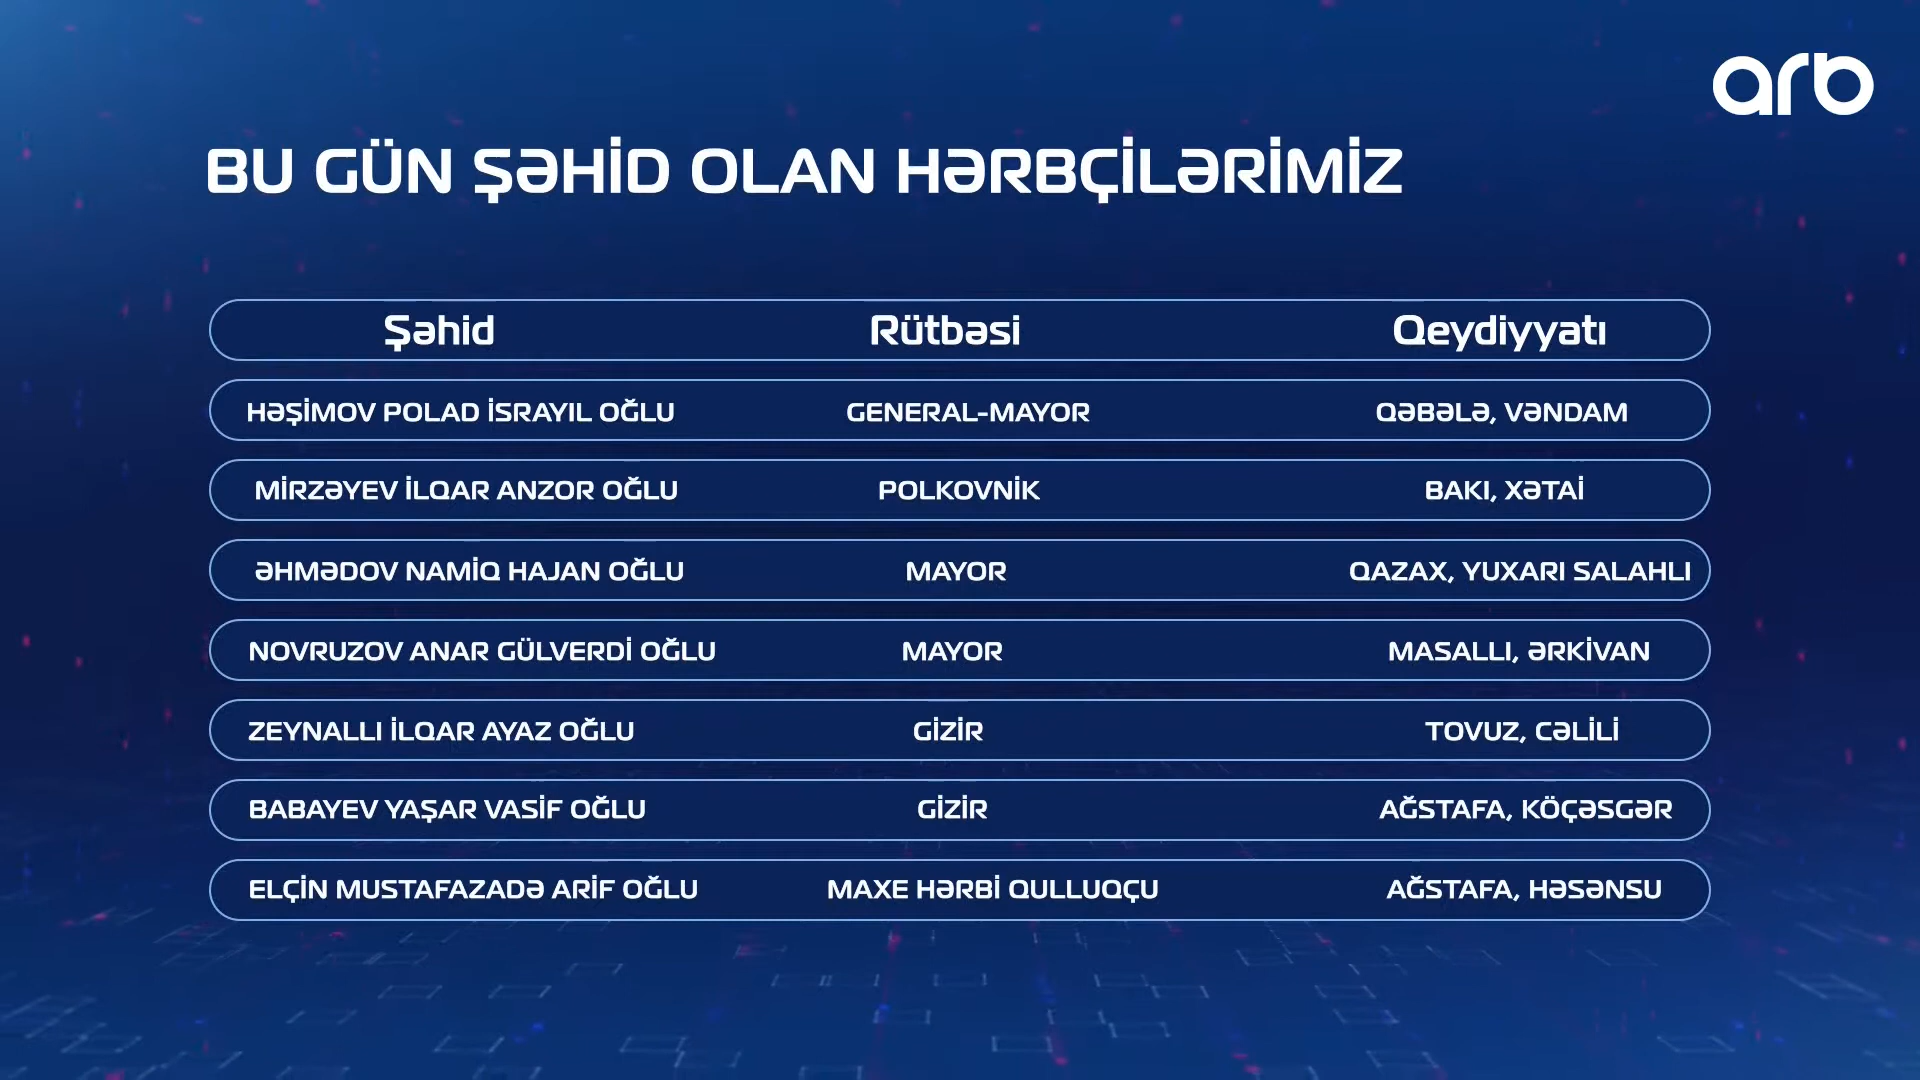 arb
BU GÜN ŞƏHİD OLAN HƏRBÇİLƏRİMİZ
Şəhid Rütbəsi Qeydiyyatı
HƏŞİMOV POLAD İSRAYIL OĞLU GENERAL-MAYOR QƏBƏLƏ, VƏNDAM
MİRZƏYEV İLQAR ANZOR OĞLU POLKOVNİK BAKI, XƏTAİ
ƏHMƏDOV NAMİQ HAJAN OĞLU MAYOR QAZAX, YUXARI SALAHLI
NOVRUZOV ANAR GÜLVERDİ OĞLU MAYOR MASALLI, ƏRKİVAN
ZEYNALLI İLQAR AYAZ OĞLU GİZİR TOVUZ, CƏLİLİ
BABAYEV YAŞAR VASİF OĞLU GİZİR AĞSTAFA, KÖÇƏSGƏR
ELÇİN MUSTAFAZADƏ ARİF OĞLU MAXE HƏRBİ QULLUQÇU AĞSTAFA, HƏSƏNSU